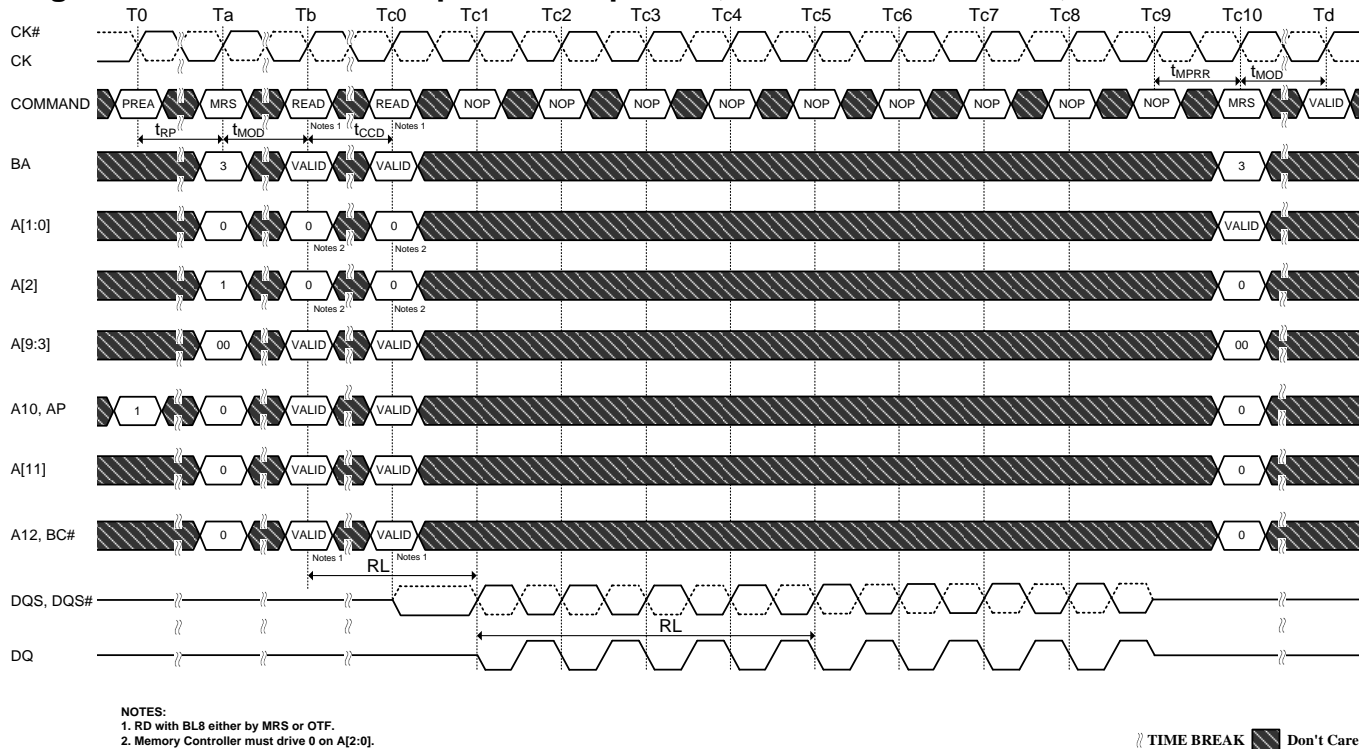 T0 Ta Tb Tc0 Tc1 Tc2 Tc3 Tc4 Tc5 Tc6 Tc7 Tc8 Tc9 Tc10 Td
CK#
CK
tMPRR tMOD
COMMAND PREA MRS READ READ NOP NOP NOP NOP NOP NOP NOP NOP NOP MRS VALID
Notes 1 Notes 1
tRP tMOD tCCD
BA 3 VALID VALID 3
A[1:0] 0 0 0 VALID
Notes 2 Notes 2
A[2] 1 0 0 0
Notes 2 Notes 2
A[9:3] 00 VALID VALID 00
A10, AP 1 0 VALID VALID 0
A[11] 0 VALID VALID 0
A12, BC# 0 VALID VALID 0
Notes 1 Notes 1
RL
DQS, DQS#
RL
DQ
NOTES:
1. RD with BL8 either by MRS or OTF.
2. Memory Controller must drive 0 on A[2:0].
TIME BREAK Don't Care